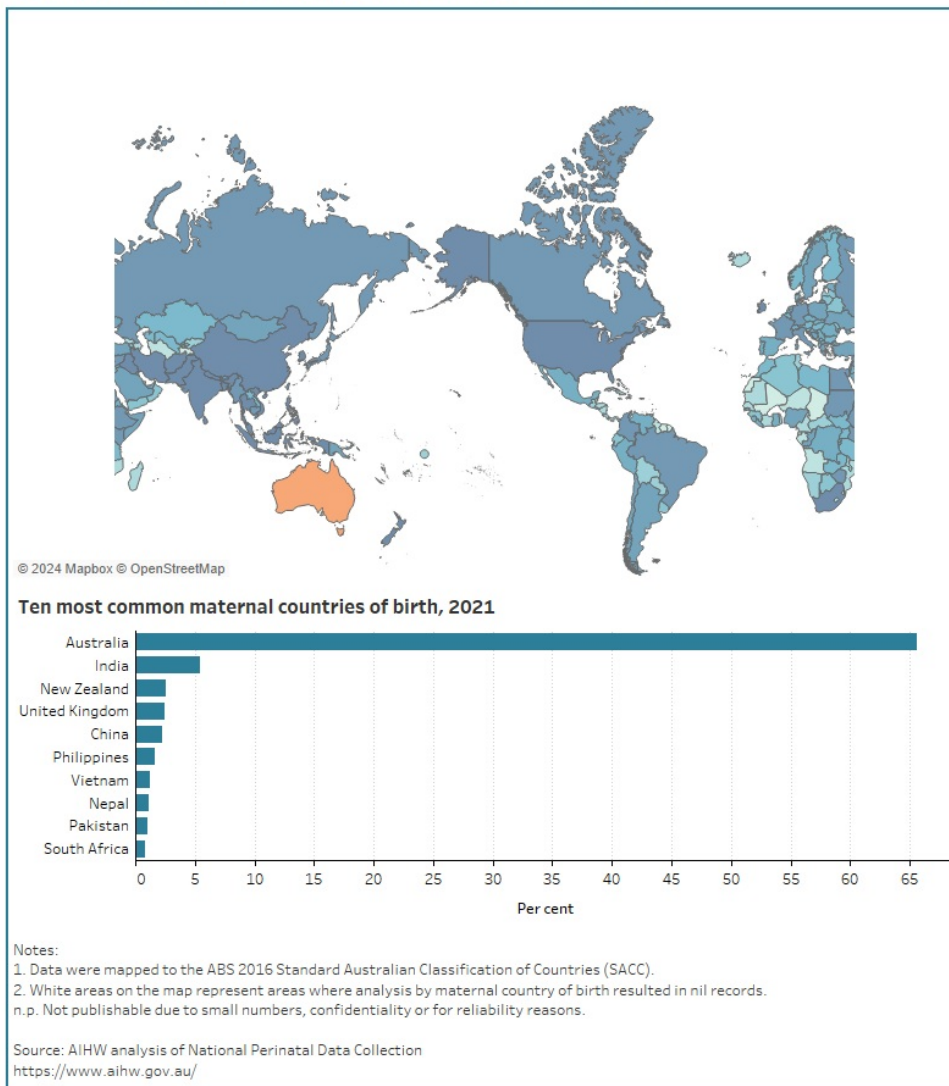 © 2024 Mapbox © OpenStreetMap
Ten most common maternal countries of birth, 2021
Australia
India
New Zealand
United Kingdom
China
Philippines
Vietnam
Nepal
Pakistan
South Africa
0 5 10 15 20 25 30 35 40 45 50 55 60 65
Per cent
Notes:
1. Data were mapped to the ABS 2016 Standard Australian Classification of Countries (SACC).
2. White areas on the map represent areas where analysis by maternal country of birth resulted in nil records.
n.p. Not publishable due to small numbers, confidentiality or for reliability reasons.
Source: AIHW analysis of National Perinatal Data Collection
https://www.aihw.gov.au/